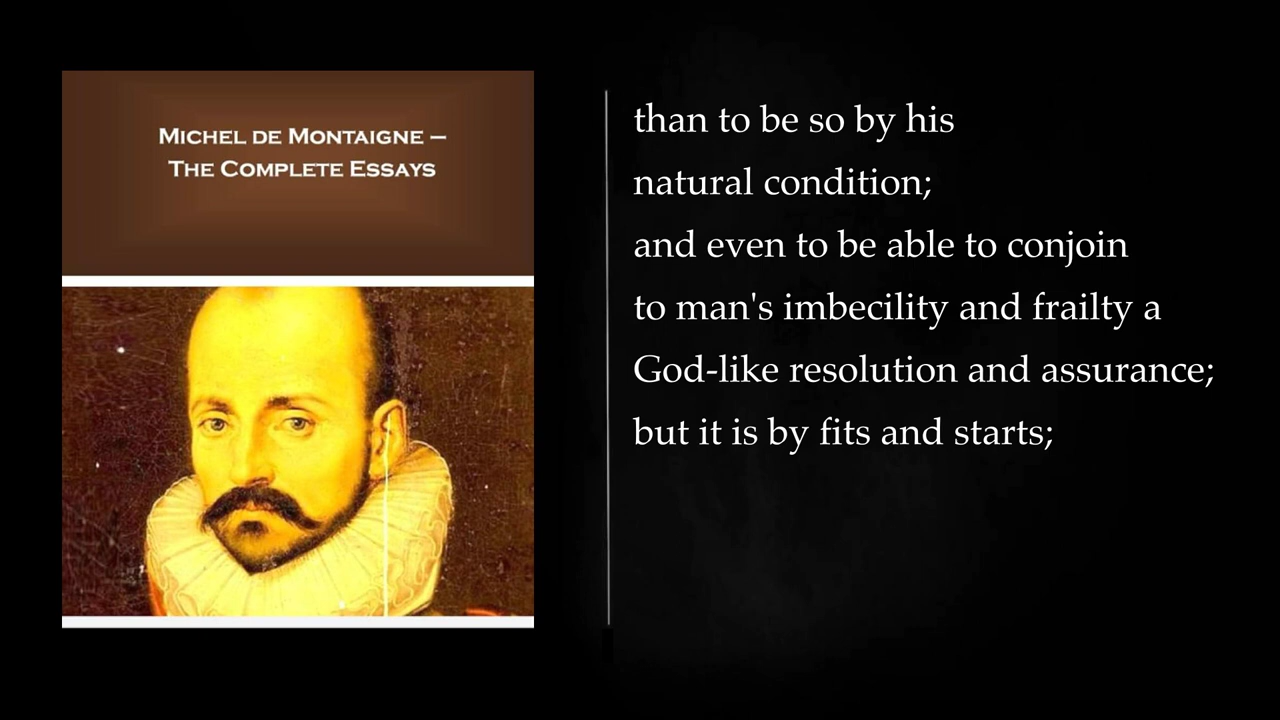 MICHEL DE MONTAIGNE –
THE COMPLETE ESSAYS
than to be so by his
natural condition;
and even to be able to conjoin
to man's imbecility and frailty a
God-like resolution and assurance;
but it is by fits and starts;